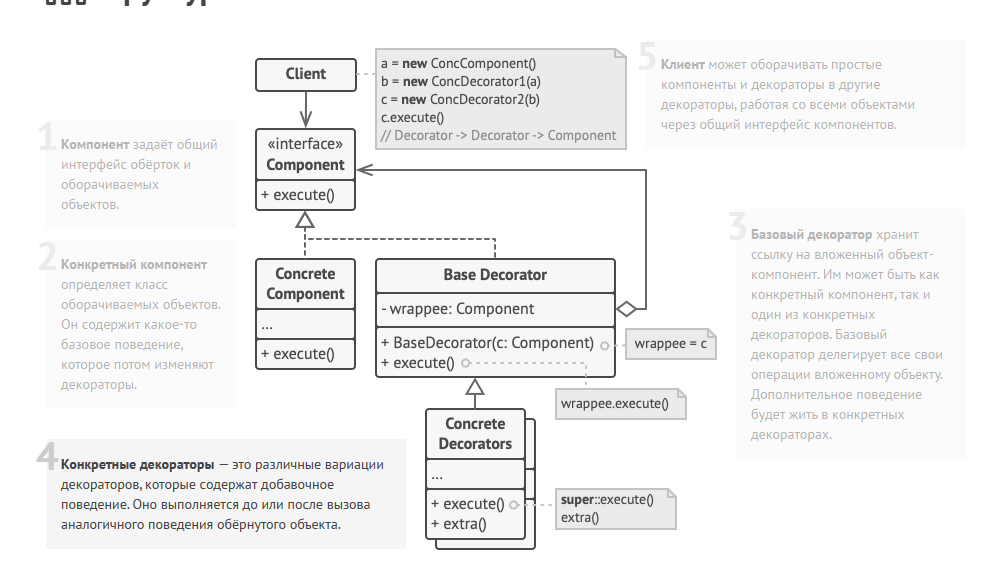 Client
a = new ConcComponent()
b = new ConcDecorator1(a)
c = new ConcDecorator2(b)
c.execute()
// Decorator -> Decorator -> Component
5
Клиент может оборачивать простые
компоненты и декораторы в другие
декораторы, работая со всеми объектами
через общий интерфейс компонентов.
1
Компонент задаёт общий
интерфейс обёрток и
оборачиваемых
объектов.
«interface»
Component
+ execute()
2
Конкретный компонент
определяет класс
оборачиваемых объектов.
Он содержит какое-то
базовое поведение,
которое потом изменяют
декораторы.
Concrete
Component
...
+ execute()
Base Decorator
- wrappee: Component
+ BaseDecorator(c: Component)
+ execute()
wrappee = c
wrappee.execute()
3
Базовый декоратор хранит
ссылку на вложенный объект-
компонент. Им может быть как
конкретный компонент, так и
один из конкретных
декораторов. Базовый
декоратор делегирует все свои
операции вложенному объекту.
Дополнительное поведение
будет жить в конкретных
декораторах.
4
Конкретные декораторы — это различные вариации
декораторов, которые содержат добавочное
поведение. Оно выполняется до или после вызова
аналогичного поведения обёрнутого объекта.
Concrete
Decorators
...
+ execute()
+ extra()
super::execute()
extra()